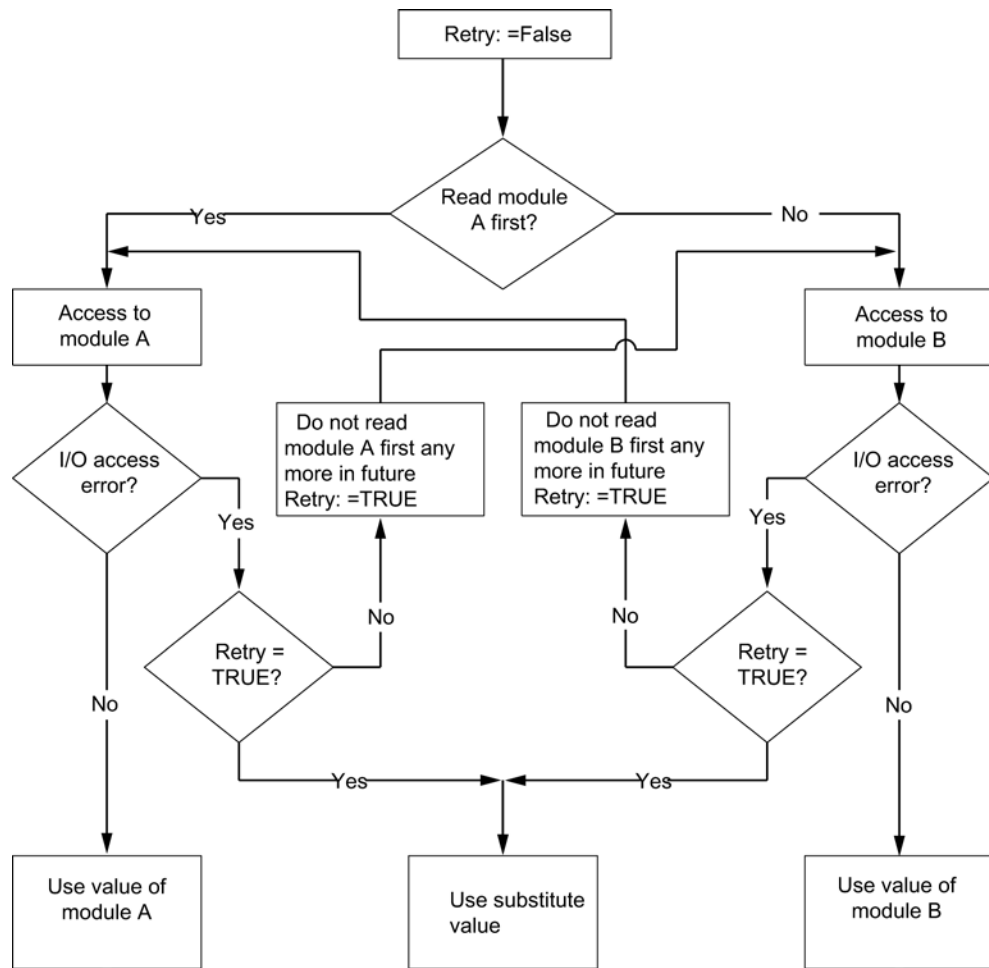 Retry: =False
Read module
A first?
Yes
No
Access to
module A
Access to
module B
Do not read
module A first any
more in future
Retry: =TRUE
Do not read
module B first any
more in future
Retry: =TRUE
I/O access
error?
I/O access
error?
Yes
Yes
No
No
Retry =
TRUE?
Retry =
TRUE?
No
No
Yes
Yes
Use value of
module A
Use substitute
value
Use value of
module B